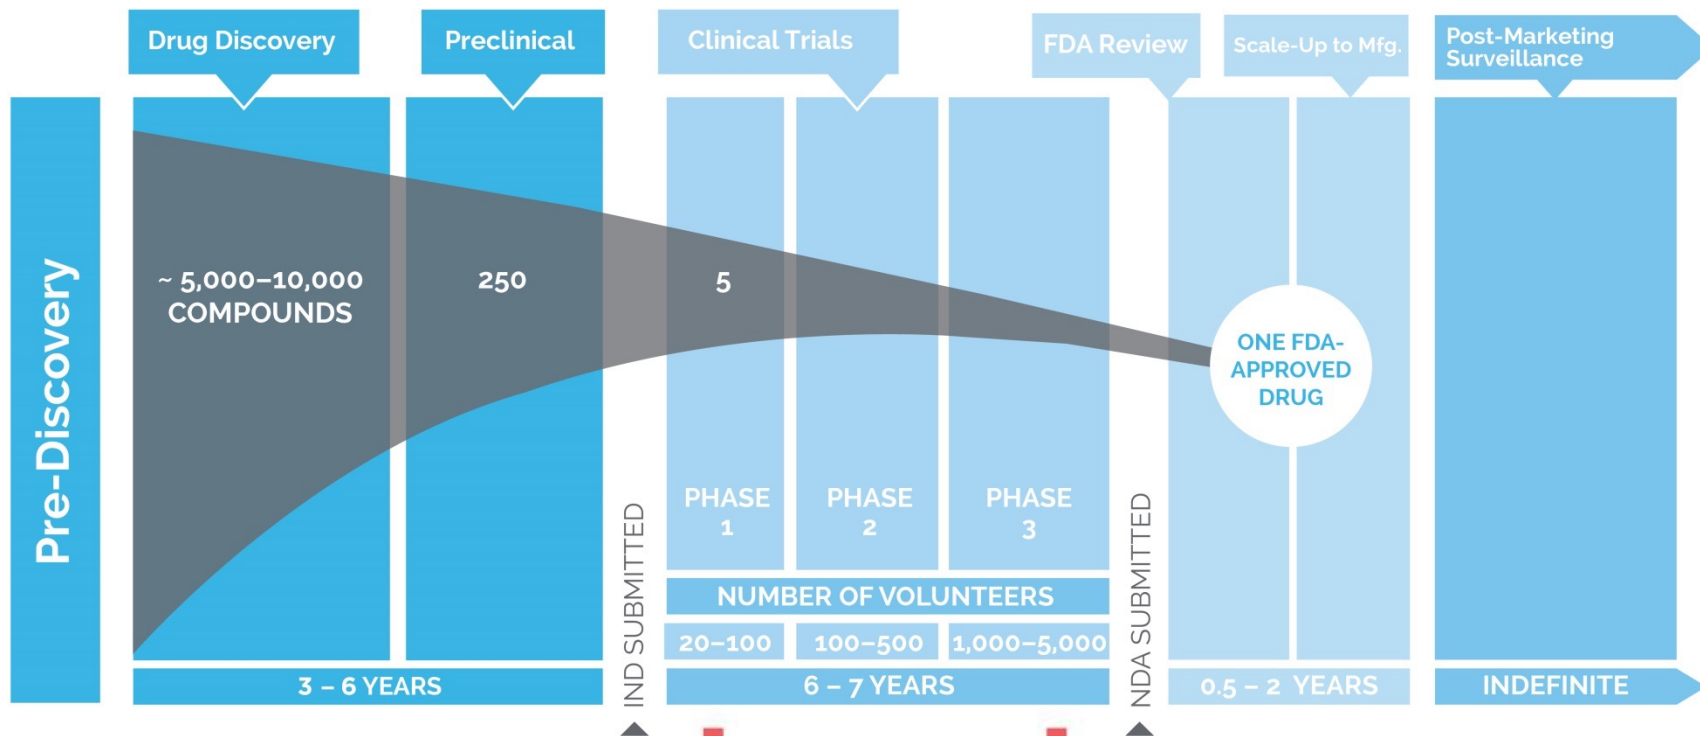 Drug Discovery
Preclinical
Clinical Trials
FDA Review
Scale-Up to Mfg.
Post-Marketing
Surveillance
Pre-Discovery
~ 5,000–10,000
COMPOUNDS
250
5
ONE FDA-
APPROVED
DRUG
PHASE
1
PHASE
2
PHASE
3
IND SUBMITTED
NDA SUBMITTED
NUMBER OF VOLUNTEERS
20–100
100–500
1,000–5,000
3 – 6 YEARS
6 – 7 YEARS
0.5 – 2 YEARS
INDEFINITE